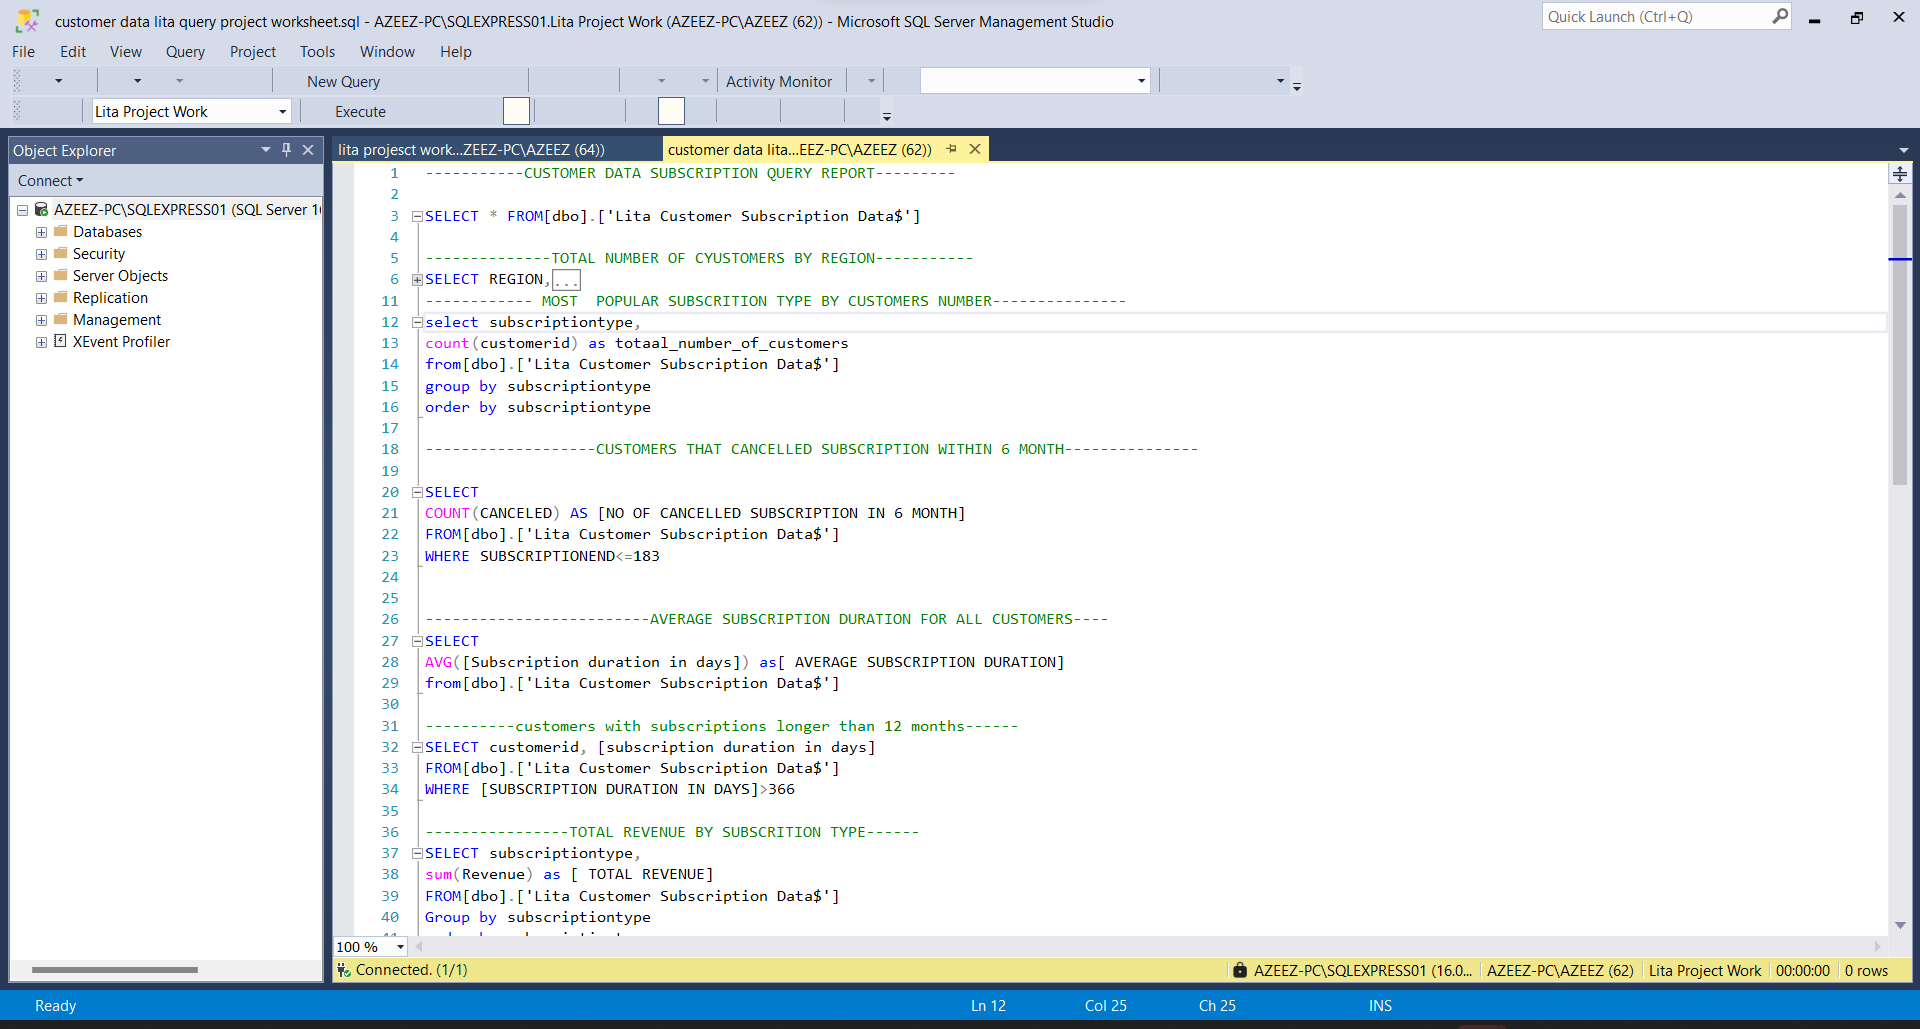 customer data lita query project worksheet.sql - AZEEZ-PC\SQLEXPRESS01.Lita Project Work (AZEEZ-PC\AZEEZ (62)) - Microsoft SQL Server Management Studio
Quick Launch (Ctrl+Q)
File Edit View Query Project Tools Window Help
New Query Activity Monitor
Lita Project Work Execute
Object Explorer
Connect
AZEEZ-PC\SQLEXPRESS01 (SQL Server 1
Databases
Security
Server Objects
Replication
Management
XEvent Profiler
lita projesct work...ZEEZ-PC\AZEEZ (64)) customer data lita...EEZ-PC\AZEEZ (62))
1 -----------CUSTOMER DATA SUBSCRIPTION QUERY REPORT---------
2
3 SELECT * FROM[dbo].['Lita Customer Subscription Data$']
4
5 --------------TOTAL NUMBER OF CYUSTOMERS BY REGION-----------
6 SELECT REGION,...
11 ------------ MOST  POPULAR SUBSCRITION TYPE BY CUSTOMERS NUMBER---------------
12 select subscriptiontype,
13 count(customerid) as totaal_number_of_customers
14 from[dbo].['Lita Customer Subscription Data$']
15 group by subscriptiontype
16 order by subscriptiontype
17
18 -------------------CUSTOMERS THAT CANCELLED SUBSCRIPTION WITHIN 6 MONTH---------------
19
20 SELECT
21 COUNT(CANCELED) AS [NO OF CANCELLED SUBSCRIPTION IN 6 MONTH]
22 FROM[dbo].['Lita Customer Subscription Data$']
23 WHERE SUBSCRIPTIONEND<=183
24
25
26 -------------------------AVERAGE SUBSCRIPTION DURATION FOR ALL CUSTOMERS----
27 SELECT
28 AVG([Subscription duration in days]) as[ AVERAGE SUBSCRIPTION DURATION]
29 from[dbo].['Lita Customer Subscription Data$']
30
31 ----------customers with subscriptions longer than 12 months------
32 SELECT customerid, [subscription duration in days]
33 FROM[dbo].['Lita Customer Subscription Data$']
34 WHERE [SUBSCRIPTION DURATION IN DAYS]>366
35
36 ----------------TOTAL REVENUE BY SUBSCRITION TYPE------
37 SELECT subscriptiontype,
38 sum(Revenue) as [ TOTAL REVENUE]
39 FROM[dbo].['Lita Customer Subscription Data$']
40 Group by subscriptiontype
100 %
Connected. (1/1) AZEEZ-PC\SQLEXPRESS01 (16.0... AZEEZ-PC\AZEEZ (62) Lita Project Work 00:00:00 0 rows
Ready Ln 12 Col 25 Ch 25 INS